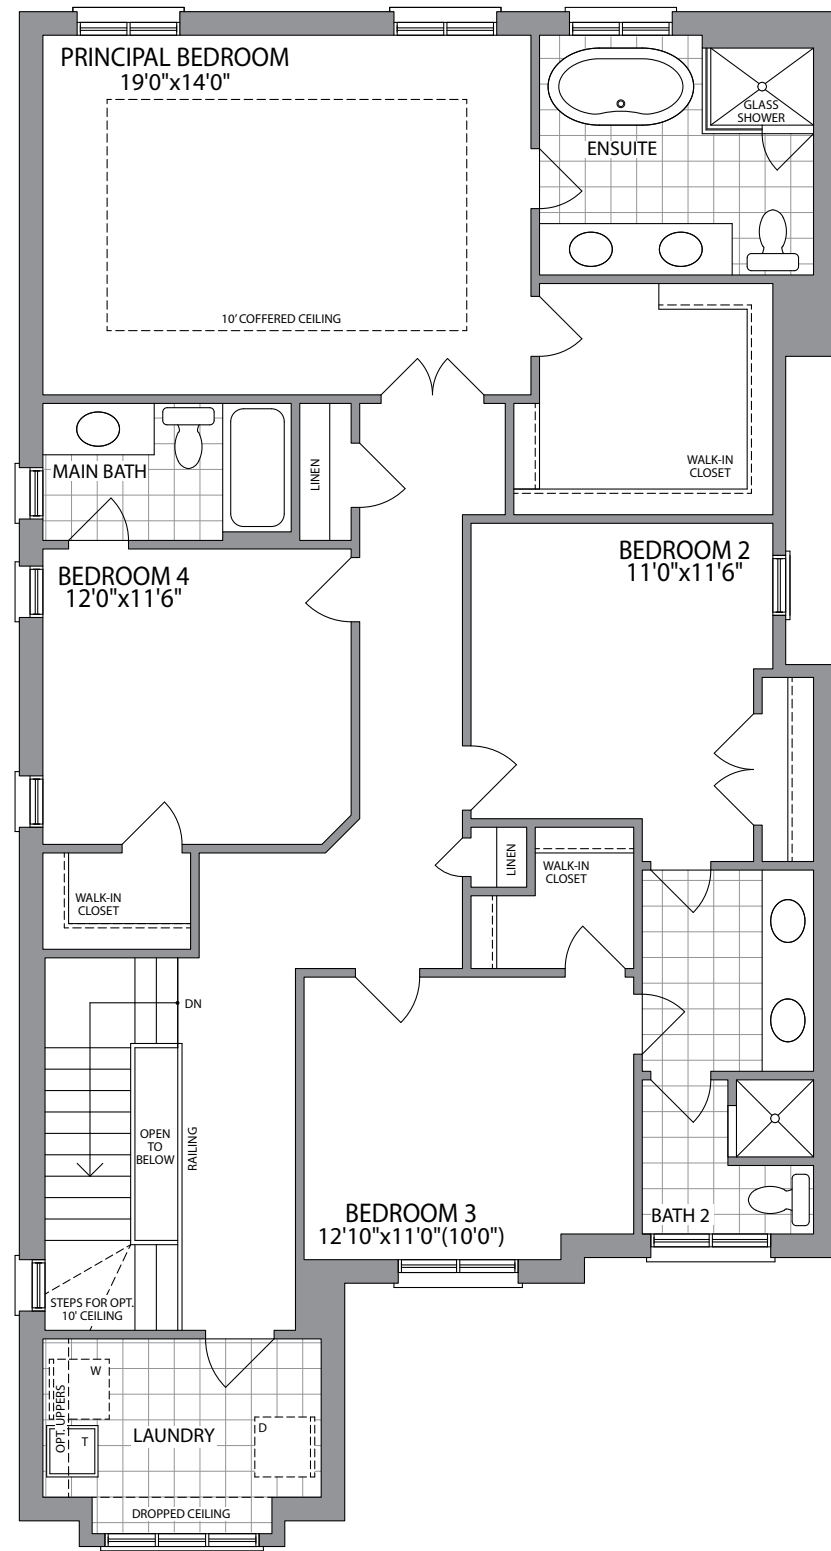 PRINCIPAL BEDROOM
19'0"x14'0"
10' COFFERED CEILING
GLASS
SHOWER
ENSUITE
WALK-IN
CLOSET
MAIN BATH
LINEN
BEDROOM 4
12'0"x11'6"
BEDROOM 2
11'0"x11'6"
LINEN
WALK-IN
CLOSET
WALK-IN
CLOSET
DN
OPEN
TO
BELOW
RAILING
BEDROOM 3
12'10"x11'0"(10'0")
BATH 2
STEPS FOR OPT.
10' CEILING
W
OPT. UPPERS
T
LAUNDRY
D
DROPPED CEILING